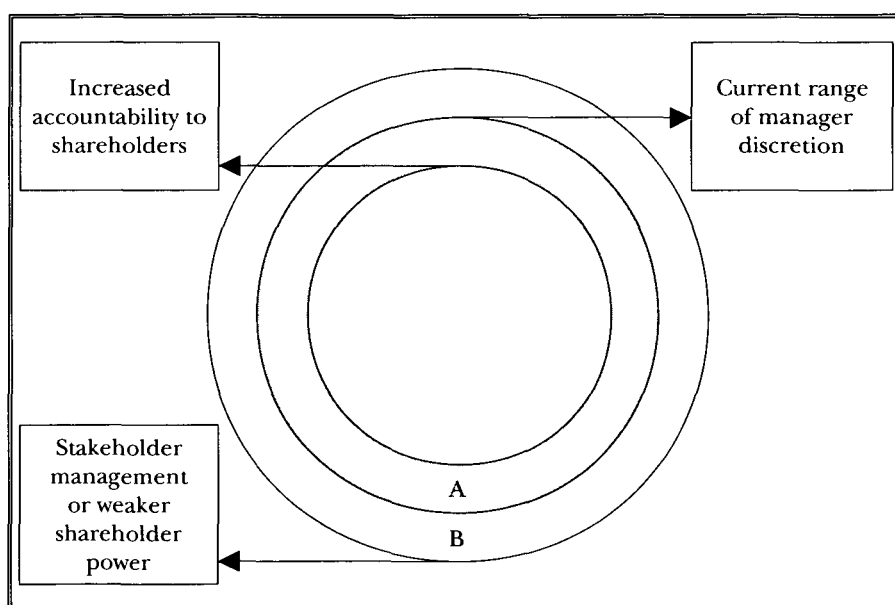 Increased
accountability to
shareholders
Current range
of manager
discretion
Stakeholder
management
or weaker
shareholder
power
A
B